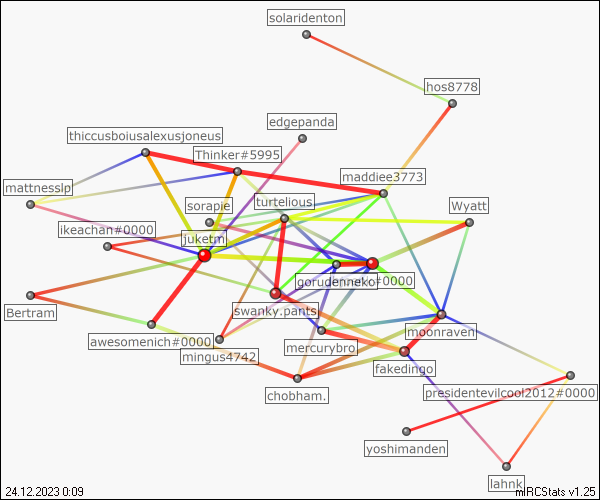 solaridenton
hos8778
edgepanda
thiccusboiusalexusjoneus
Thinker#5995
maddiee3773
mattnesslp
sorapie
turtelious
Wyatt
ikeachan#0000
juketm
gorudenneko
#0000
swanky.pants
Bertram
moonraven
awesomenich#0000
mercurybro
mingus4742
fakedingo
chobham.
presidentevilcool2012#0000
yoshimanden
lahnk
24.12.2023 0:09
mIRCStats v1.25